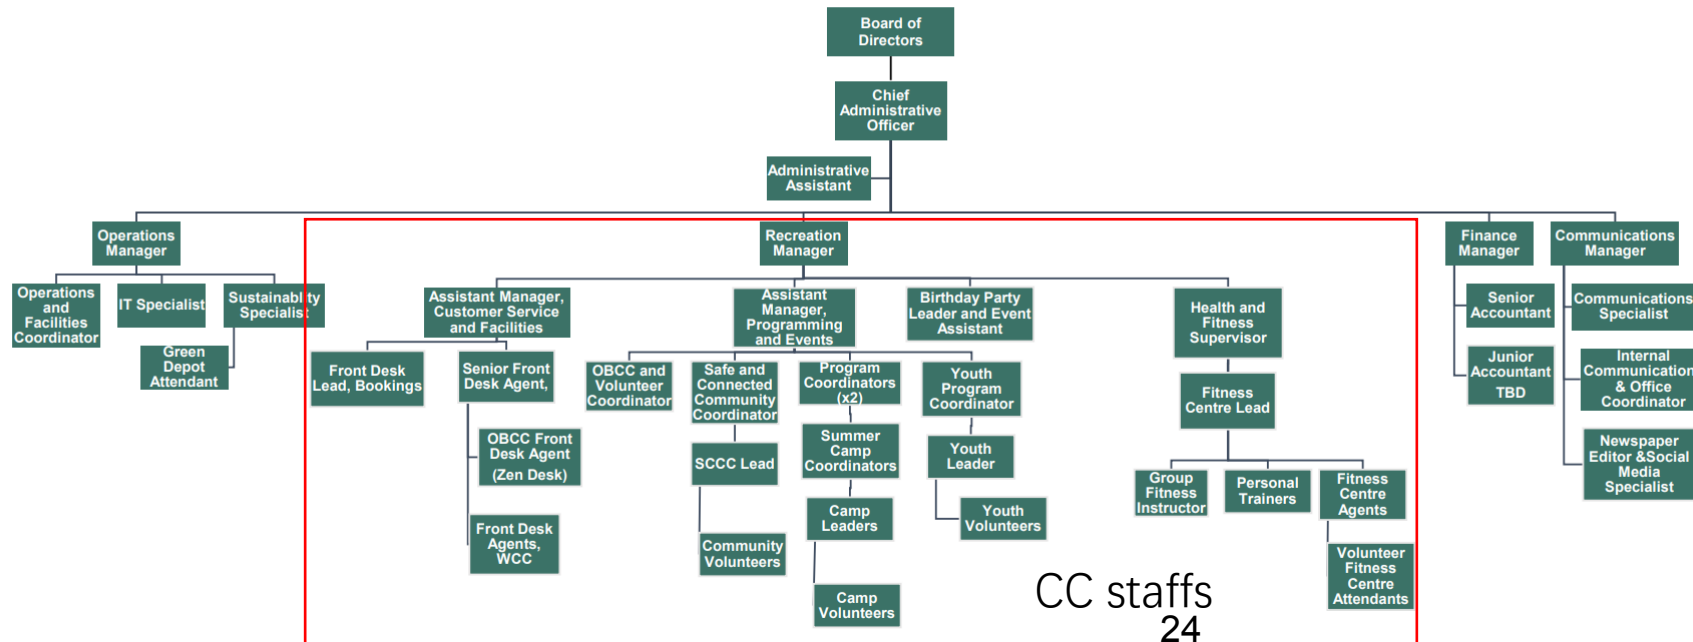 Board of
Directors
Chief
Administrative
Officer
Administrative
Assistant
Operations
Manager
Recreation
Manager
Finance
Manager
Communications
Manager
Operations
and
Facilities
Coordinator
IT Specialist
Sustainablity
Specialist
Green
Depot
Attendant
Assistant Manager,
Customer Service
and Facilities
Front Desk
Lead, Bookings
Senior Front
Desk Agent,
OBCC Front
Desk Agent
(Zen Desk)
Front Desk
Agents,
WCC
Assistant
Manager,
Programming
and Events
OBCC and
Volunteer
Coordinator
Safe and
Connected
Community
Coordinator
SCCC Lead
Community
Volunteers
Program
Coordinators
(x2)
Summer
Camp
Coordinators
Camp
Leaders
Camp
Volunteers
Youth
Program
Coordinator
Youth
Leader
Youth
Volunteers
Birthday Party
Leader and Event
Assistant
Health and
Fitness
Supervisor
Fitness
Centre Lead
Group
Fitness
Instructor
Personal
Trainers
Fitness
Centre
Agents
Volunteer
Fitness
Centre
Attendants
Senior
Accountant
Junior
Accountant
TBD
Communications
Specialist
Internal
Communication
& Office
Coordinator
Newspaper
Editor &Social
Media
Specialist
CC staffs
24